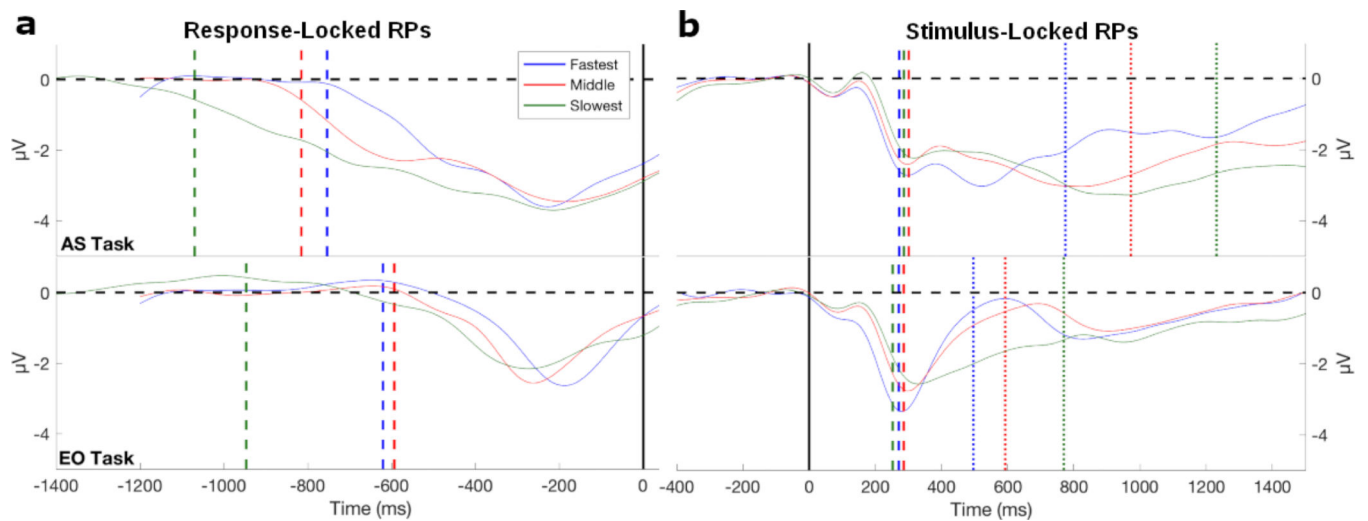 a
Response-Locked RPs
b
Stimulus-Locked RPs
Fastest
Middle
Slowest
0
-2
-4
µV
AS Task
0
-2
-4
µV
0
-2
-4
µV
EO Task
0
-2
-4
µV
-1400 -1200 -1000 -800 -600 -400 -200 0
Time (ms)
-400 -200 0 200 400 600 800 1000 1200 1400
Time (ms)